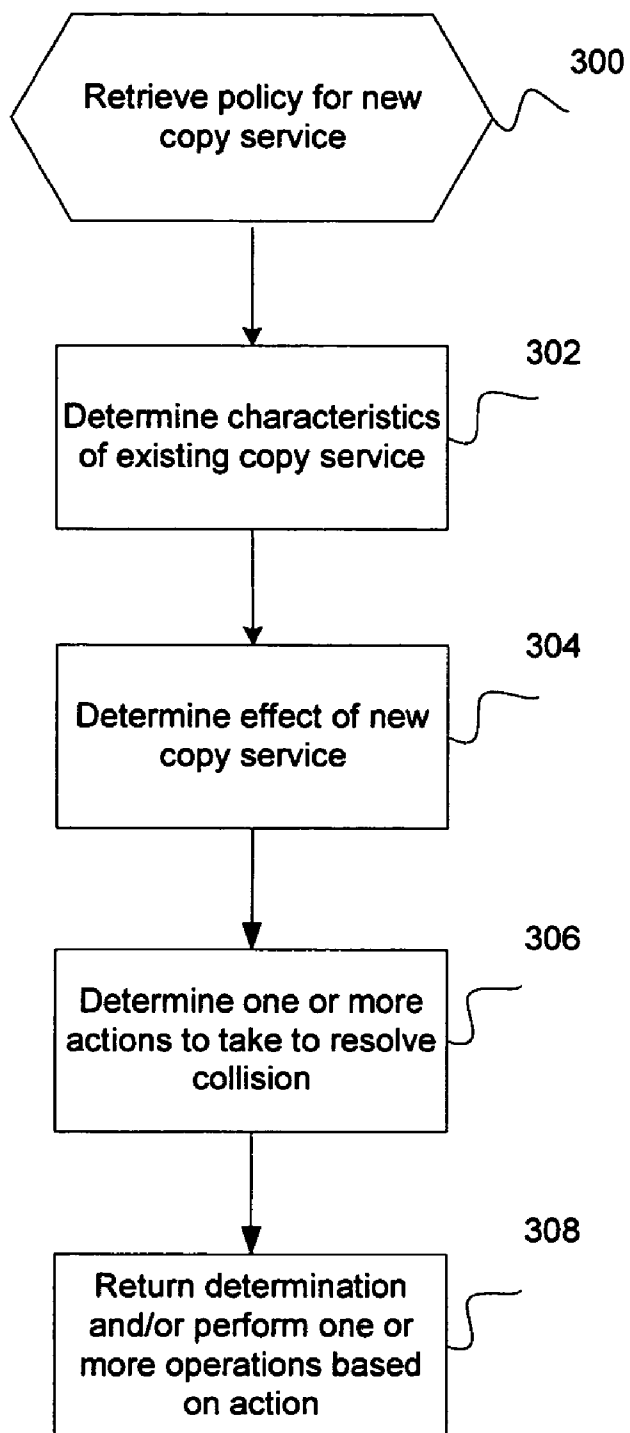 300
Retrieve policy for new
copy service
302
Determine characteristics
of existing copy service
304
Determine effect of new
copy service
306
Determine one or more
actions to take to resolve
collision
308
Return determination
and/or perform one or
more operations based
on action